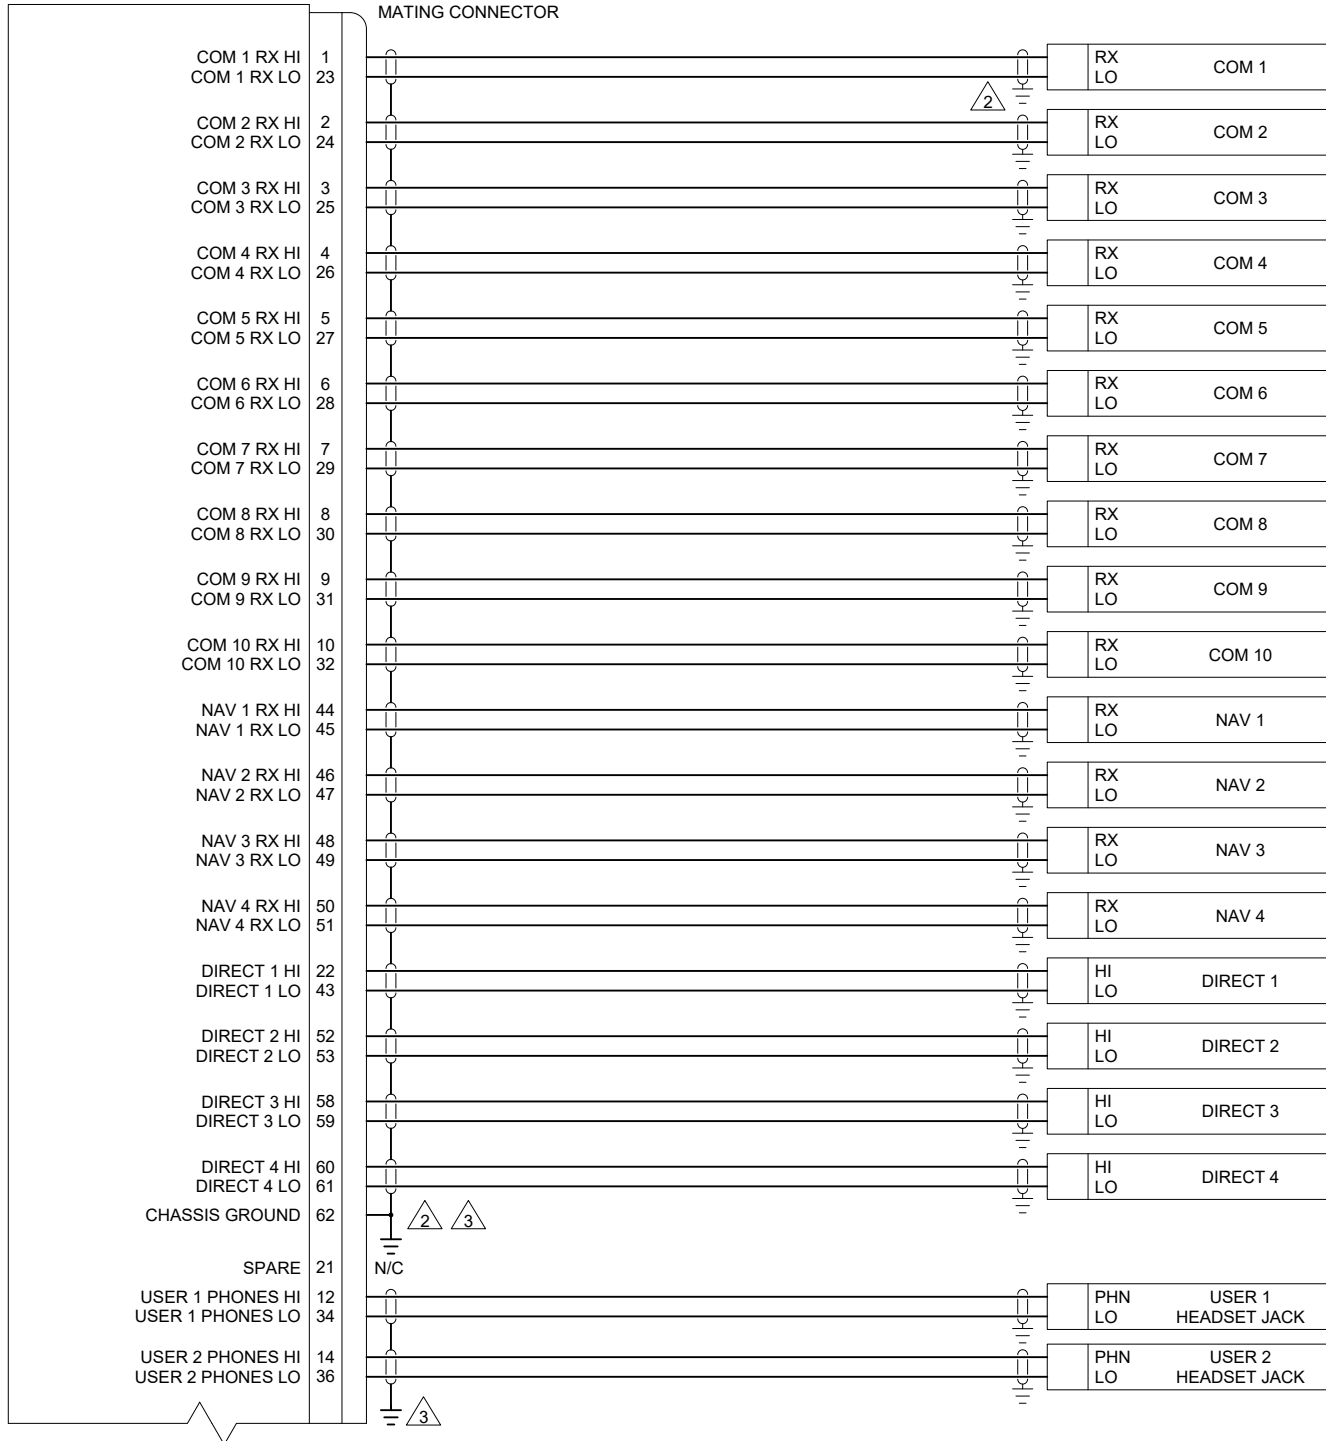 MATING CONNECTOR
COM 1 RX HI 1 RX COM 1
COM 1 RX LO 23 LO
2
COM 2 RX HI 2 RX COM 2
COM 2 RX LO 24 LO
COM 3 RX HI 3 RX COM 3
COM 3 RX LO 25 LO
COM 4 RX HI 4 RX COM 4
COM 4 RX LO 26 LO
COM 5 RX HI 5 RX COM 5
COM 5 RX LO 27 LO
COM 6 RX HI 6 RX COM 6
COM 6 RX LO 28 LO
COM 7 RX HI 7 RX COM 7
COM 7 RX LO 29 LO
COM 8 RX HI 8 RX COM 8
COM 8 RX LO 30 LO
COM 9 RX HI 9 RX COM 9
COM 9 RX LO 31 LO
COM 10 RX HI 10 RX COM 10
COM 10 RX LO 32 LO
NAV 1 RX HI 44 RX NAV 1
NAV 1 RX LO 45 LO
NAV 2 RX HI 46 RX NAV 2
NAV 2 RX LO 47 LO
NAV 3 RX HI 48 RX NAV 3
NAV 3 RX LO 49 LO
NAV 4 RX HI 50 RX NAV 4
NAV 4 RX LO 51 LO
DIRECT 1 HI 22 HI DIRECT 1
DIRECT 1 LO 43 LO
DIRECT 2 HI 52 HI DIRECT 2
DIRECT 2 LO 53 LO
DIRECT 3 HI 58 HI DIRECT 3
DIRECT 3 LO 59 LO
DIRECT 4 HI 60 HI DIRECT 4
DIRECT 4 LO 61 LO
CHASSIS GROUND 62 2 3
SPARE 21 N/C
USER 1 PHONES HI 12 PHN USER 1
USER 1 PHONES LO 34 LO HEADSET JACK
USER 2 PHONES HI 14 PHN USER 2
USER 2 PHONES LO 36 LO HEADSET JACK
3